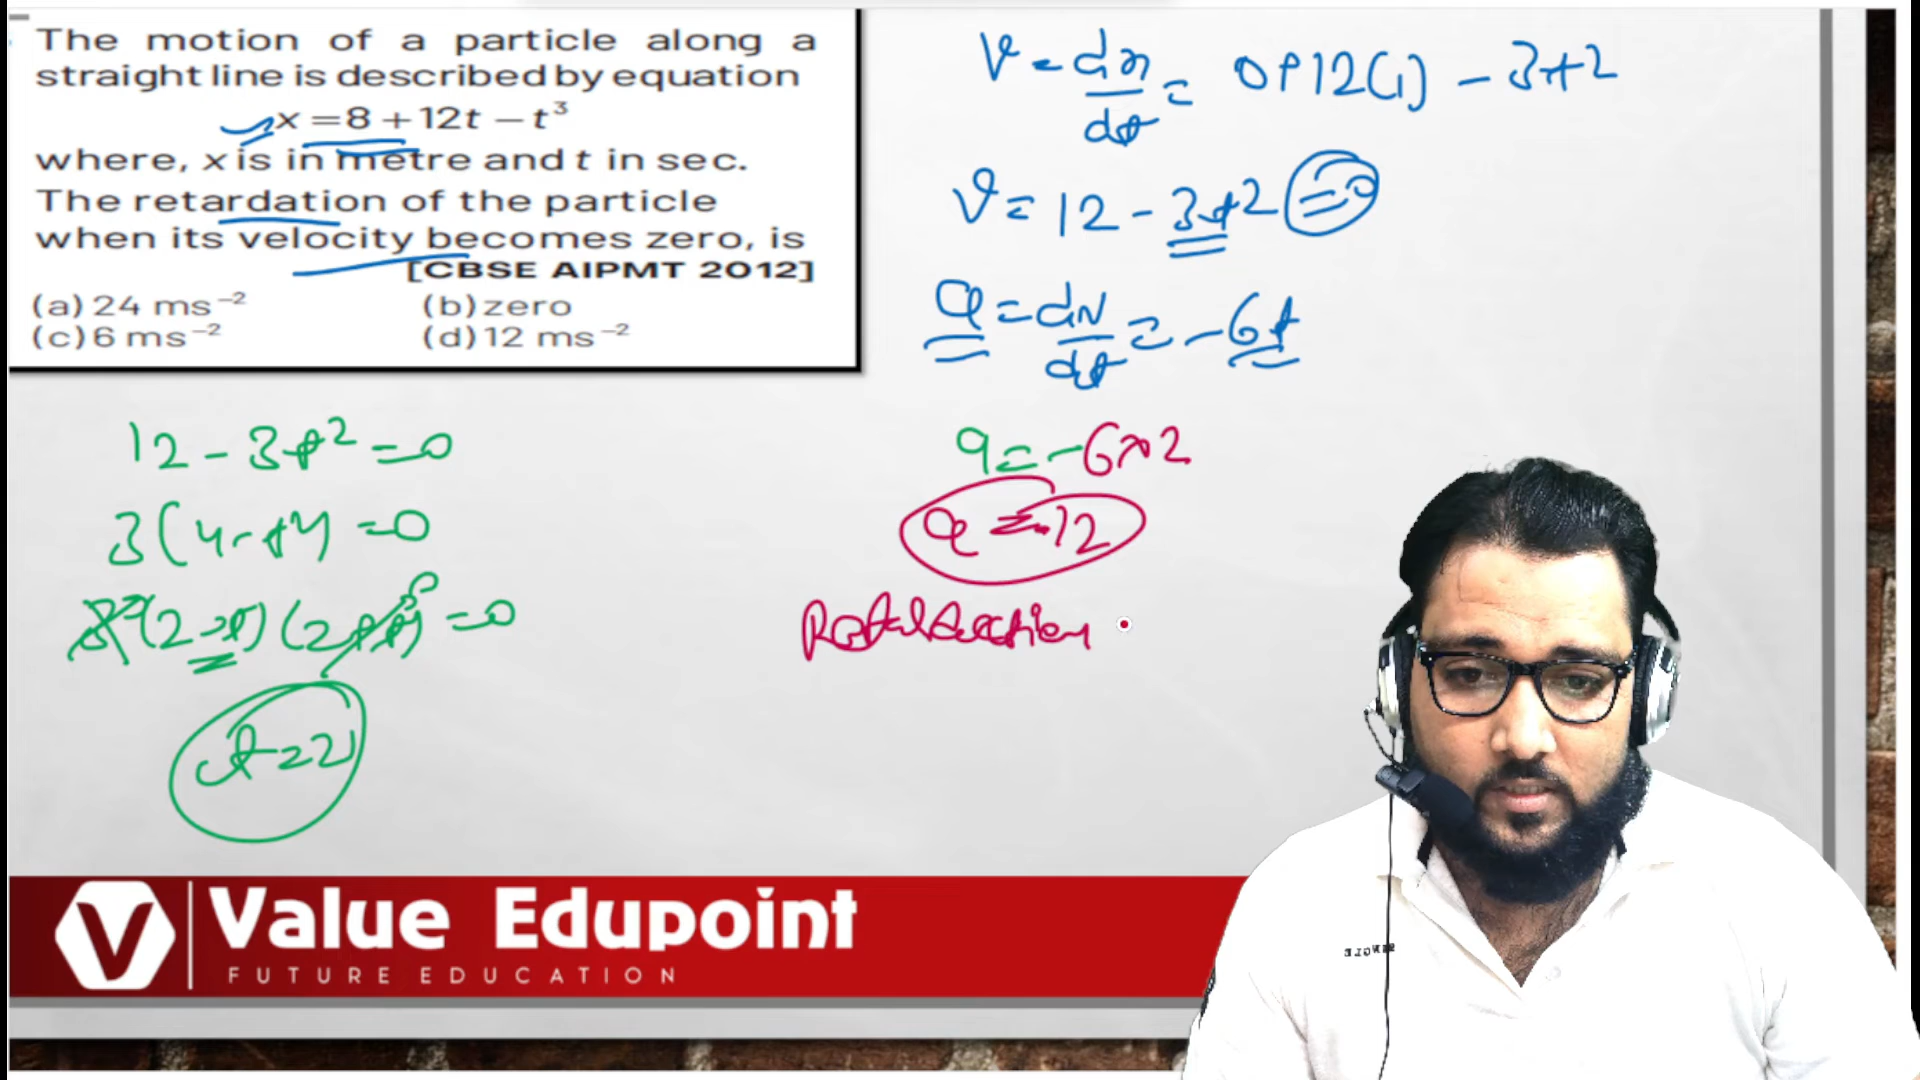 The motion of a particle along a
straight line is described by equation
x = 8 + 12t − t³
where, x is in metre and t in sec.
The retardation of the particle
when its velocity becomes zero, is
[CBSE AIPMT 2012]
(a) 24 ms⁻² (b) zero
(c) 6 ms⁻² (d) 12 ms⁻²
v = dx/dt = 0+12(1) - 3t2
v = 12 - 3t2 = 0
a = dv/dt = -6t
12 - 3t² = 0
3(4-t²) = 0
3(2-t)(2+t) = 0
t = 2
a = -6×2
a = -12
Value Edupoint
FUTURE EDUCATION